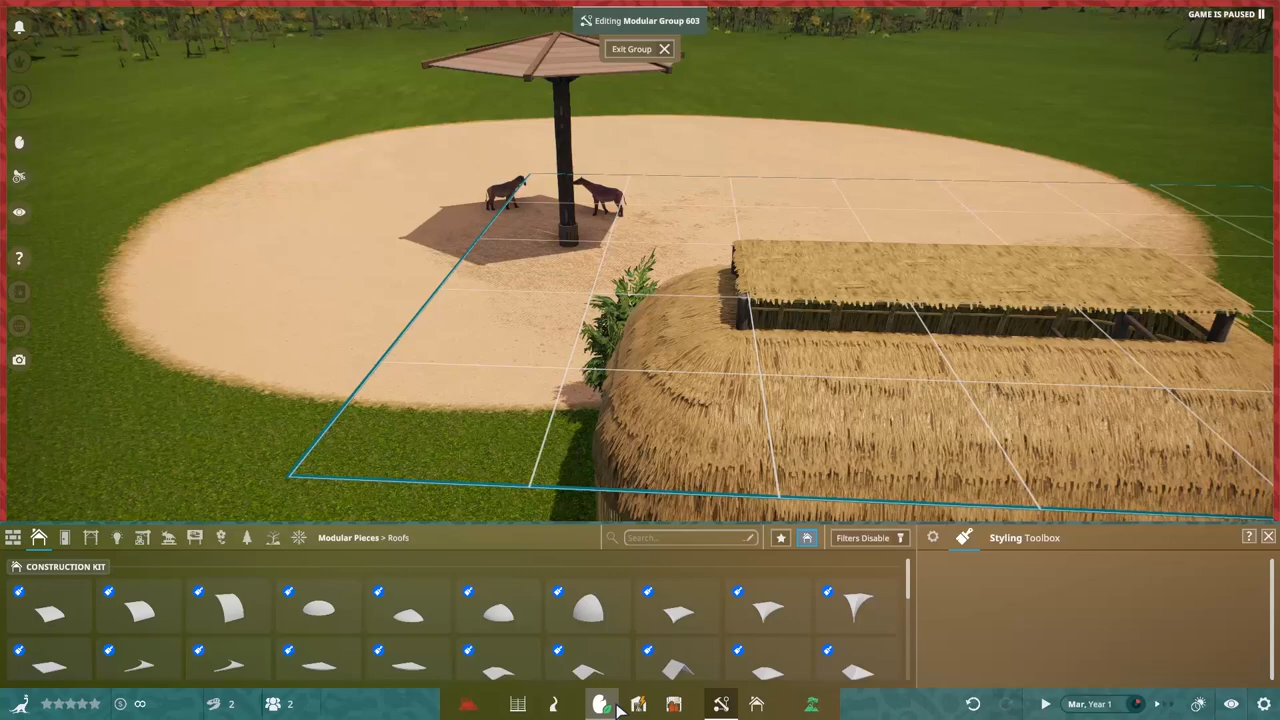 Editing Modular Group 603
GAME IS PAUSED
Exit Group
?
Modular Pieces > Roofs
Search...
Filters Disable
Styling Toolbox
?
CONSTRUCTION KIT
2
2
Mar, Year 1